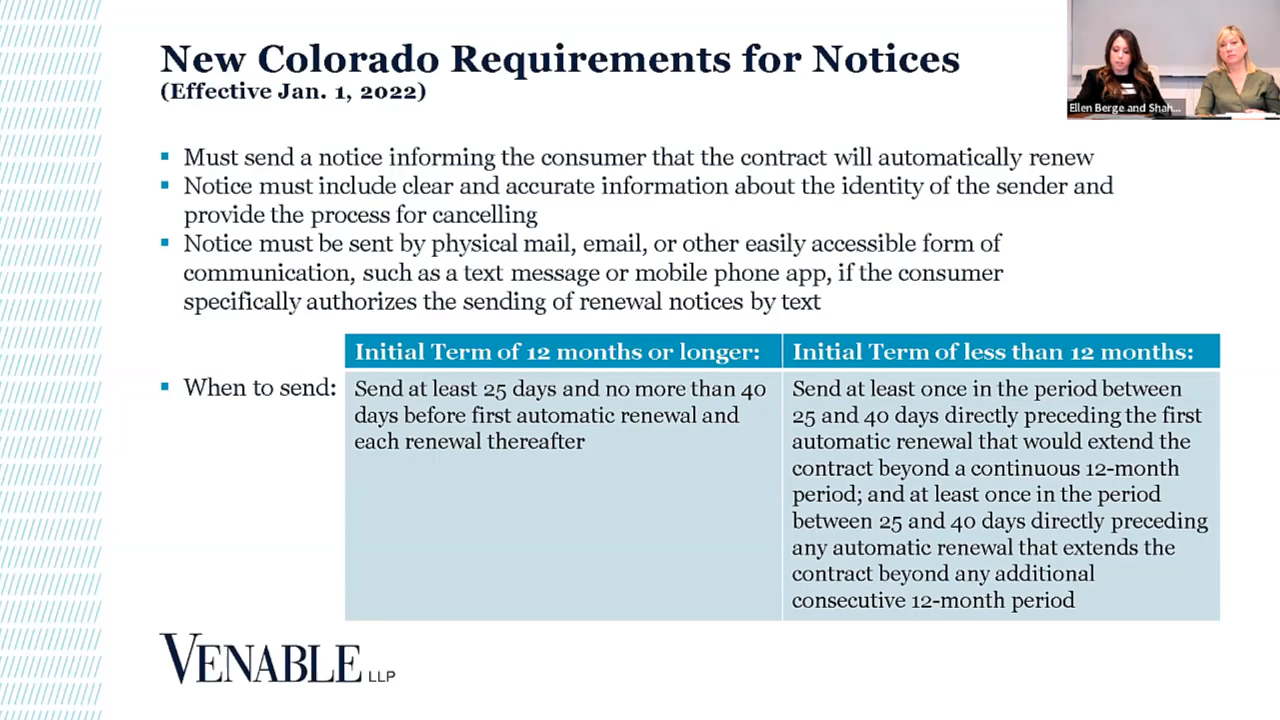 New Colorado Requirements for Notices
(Effective Jan. 1, 2022)
Ellen Berge and Shah...
Must send a notice informing the consumer that the contract will automatically renew
Notice must include clear and accurate information about the identity of the sender and
provide the process for cancelling
Notice must be sent by physical mail, email, or other easily accessible form of
communication, such as a text message or mobile phone app, if the consumer
specifically authorizes the sending of renewal notices by text
When to send:
Initial Term of 12 months or longer:
Send at least 25 days and no more than 40
days before first automatic renewal and
each renewal thereafter
Initial Term of less than 12 months:
Send at least once in the period between
25 and 40 days directly preceding the first
automatic renewal that would extend the
contract beyond a continuous 12-month
period; and at least once in the period
between 25 and 40 days directly preceding
any automatic renewal that extends the
contract beyond any additional
consecutive 12-month period
VENABLE LLP